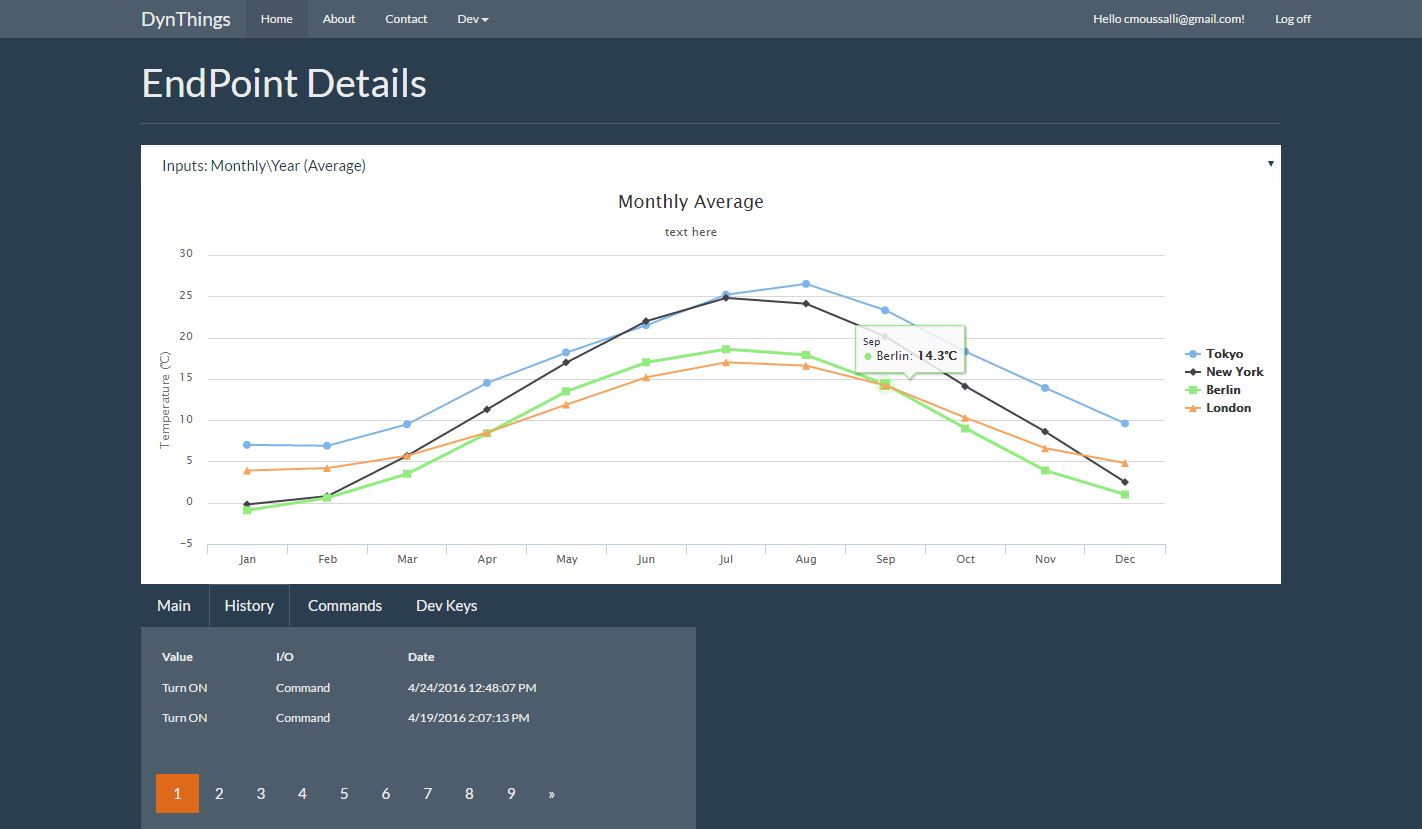 DynThings Home About Contact Dev Hello cmoussalli@gmail.com! Log off
EndPoint Details
Inputs: Monthly\Year (Average)
Monthly Average
text here
Temperature (°C)
30
25
20
15
10
5
0
−5
Jan Feb Mar Apr May Jun Jul Aug Sep Oct Nov Dec
Sep
Berlin: 14.3°C
Tokyo
New York
Berlin
London
Main History Commands Dev Keys
Value I/O Date
Turn ON Command 4/24/2016 12:48:07 PM
Turn ON Command 4/19/2016 2:07:13 PM
1 2 3 4 5 6 7 8 9 »